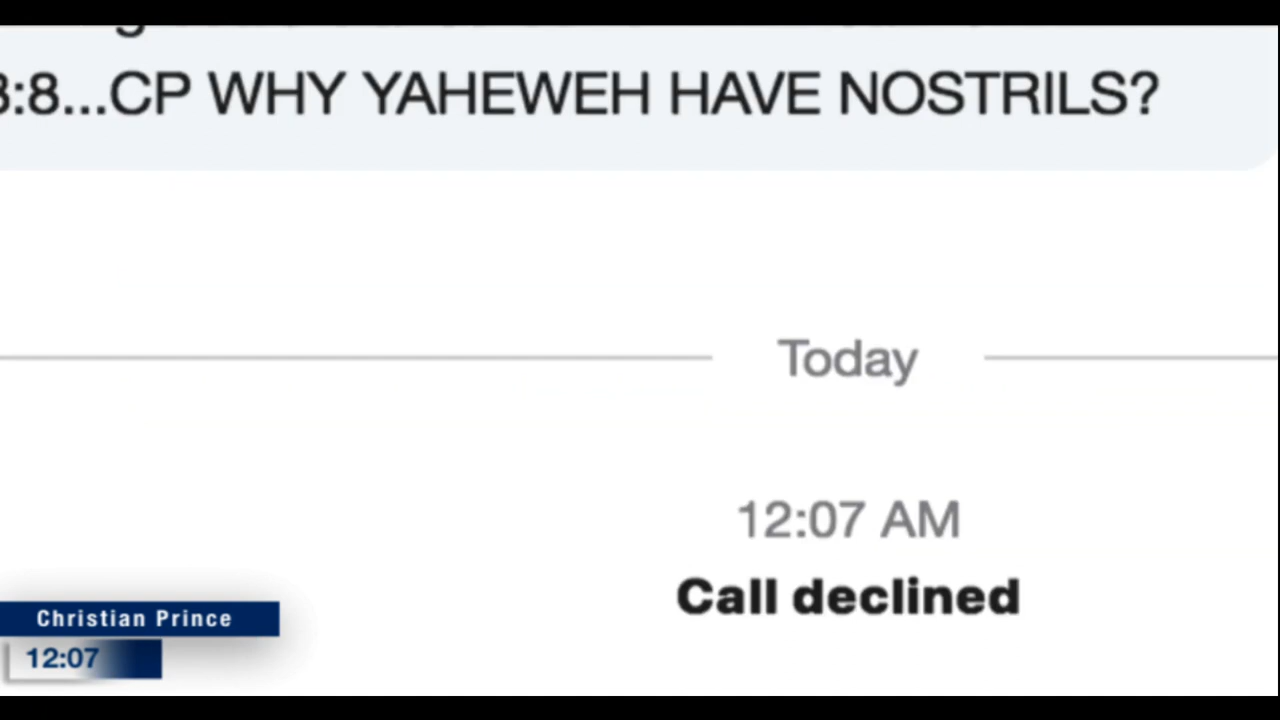 3:8...CP WHY YAHEWEH HAVE NOSTRILS?
Today
12:07 AM
Call declined
Christian Prince
12:07